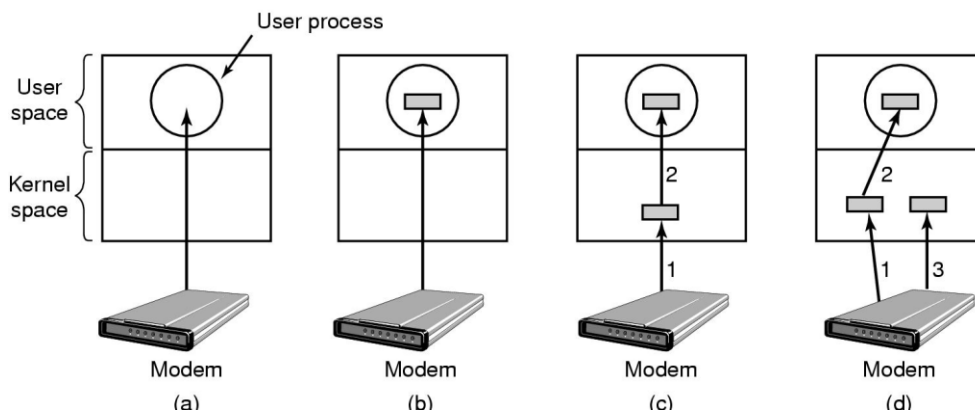 User process
User
space
Kernel
space
2
2
1
1
3
Modem
Modem
Modem
Modem
(a)
(b)
(c)
(d)